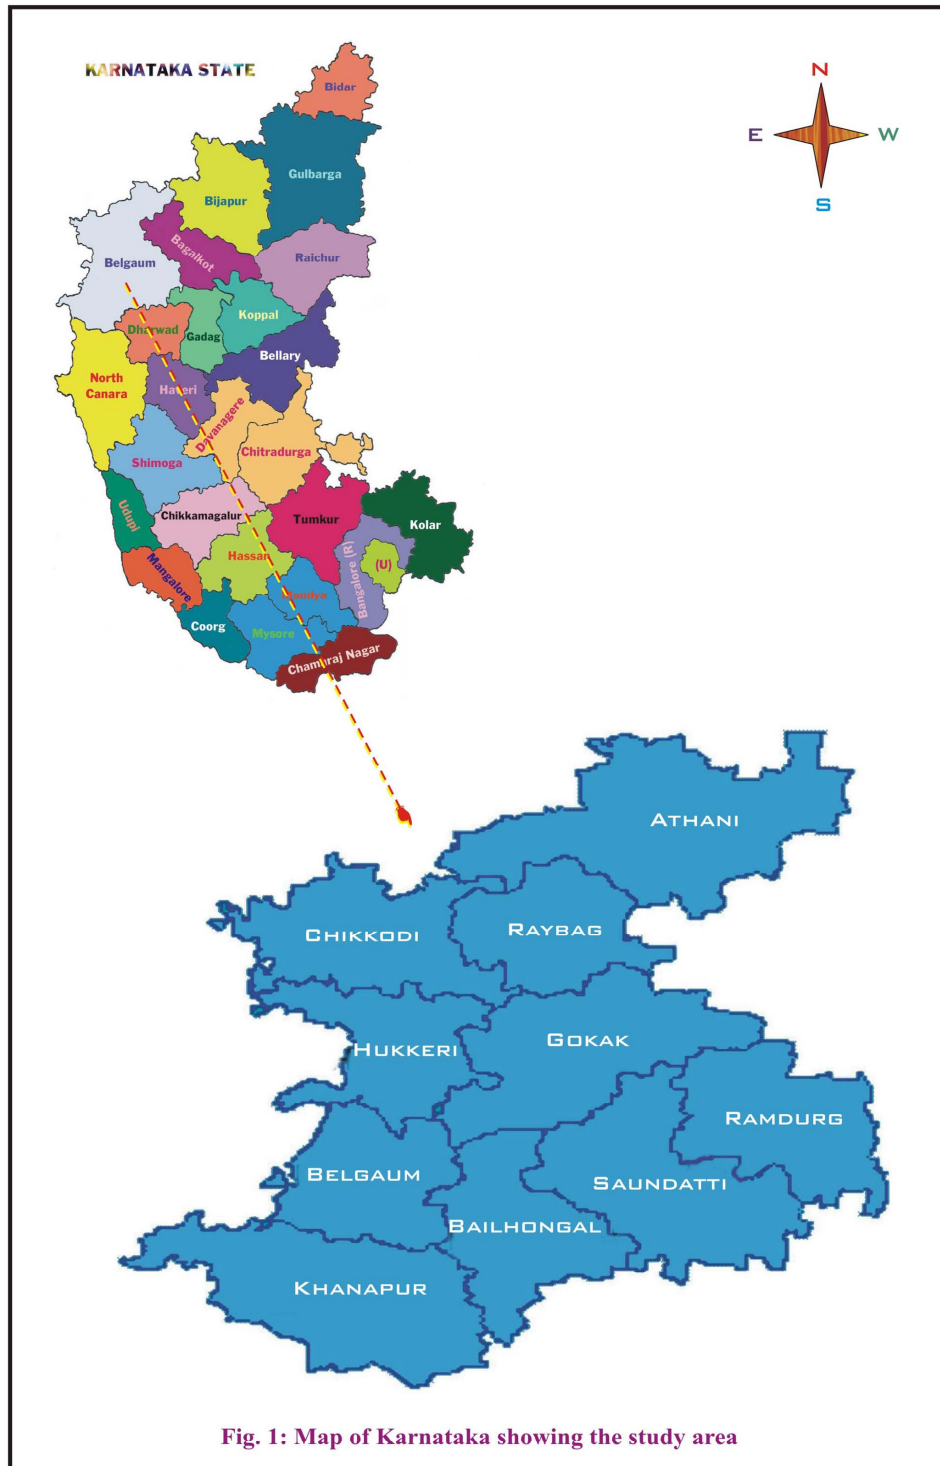 KARNATAKA STATE
N
E
W
S
Bidar
Gulbarga
Bijapur
Bagalkot
Belgaum
Raichur
Koppal
Dharwad
Gadag
Bellary
North
Canara
Haveri
Davanagere
Chitradurga
Shimoga
Udupi
Chikkamagalur
Tumkur
Kolar
Hassan
Bangalore (R)
(U)
Mangalore
Mandya
Coorg
Mysore
Chamaraj Nagar
ATHANI
CHIKKODI
RAYBAG
HUKKERI
GOKAK
RAMDURG
BELGAUM
SAUNDATTI
BAILHONGAL
KHANAPUR
Fig. 1: Map of Karnataka showing the study area